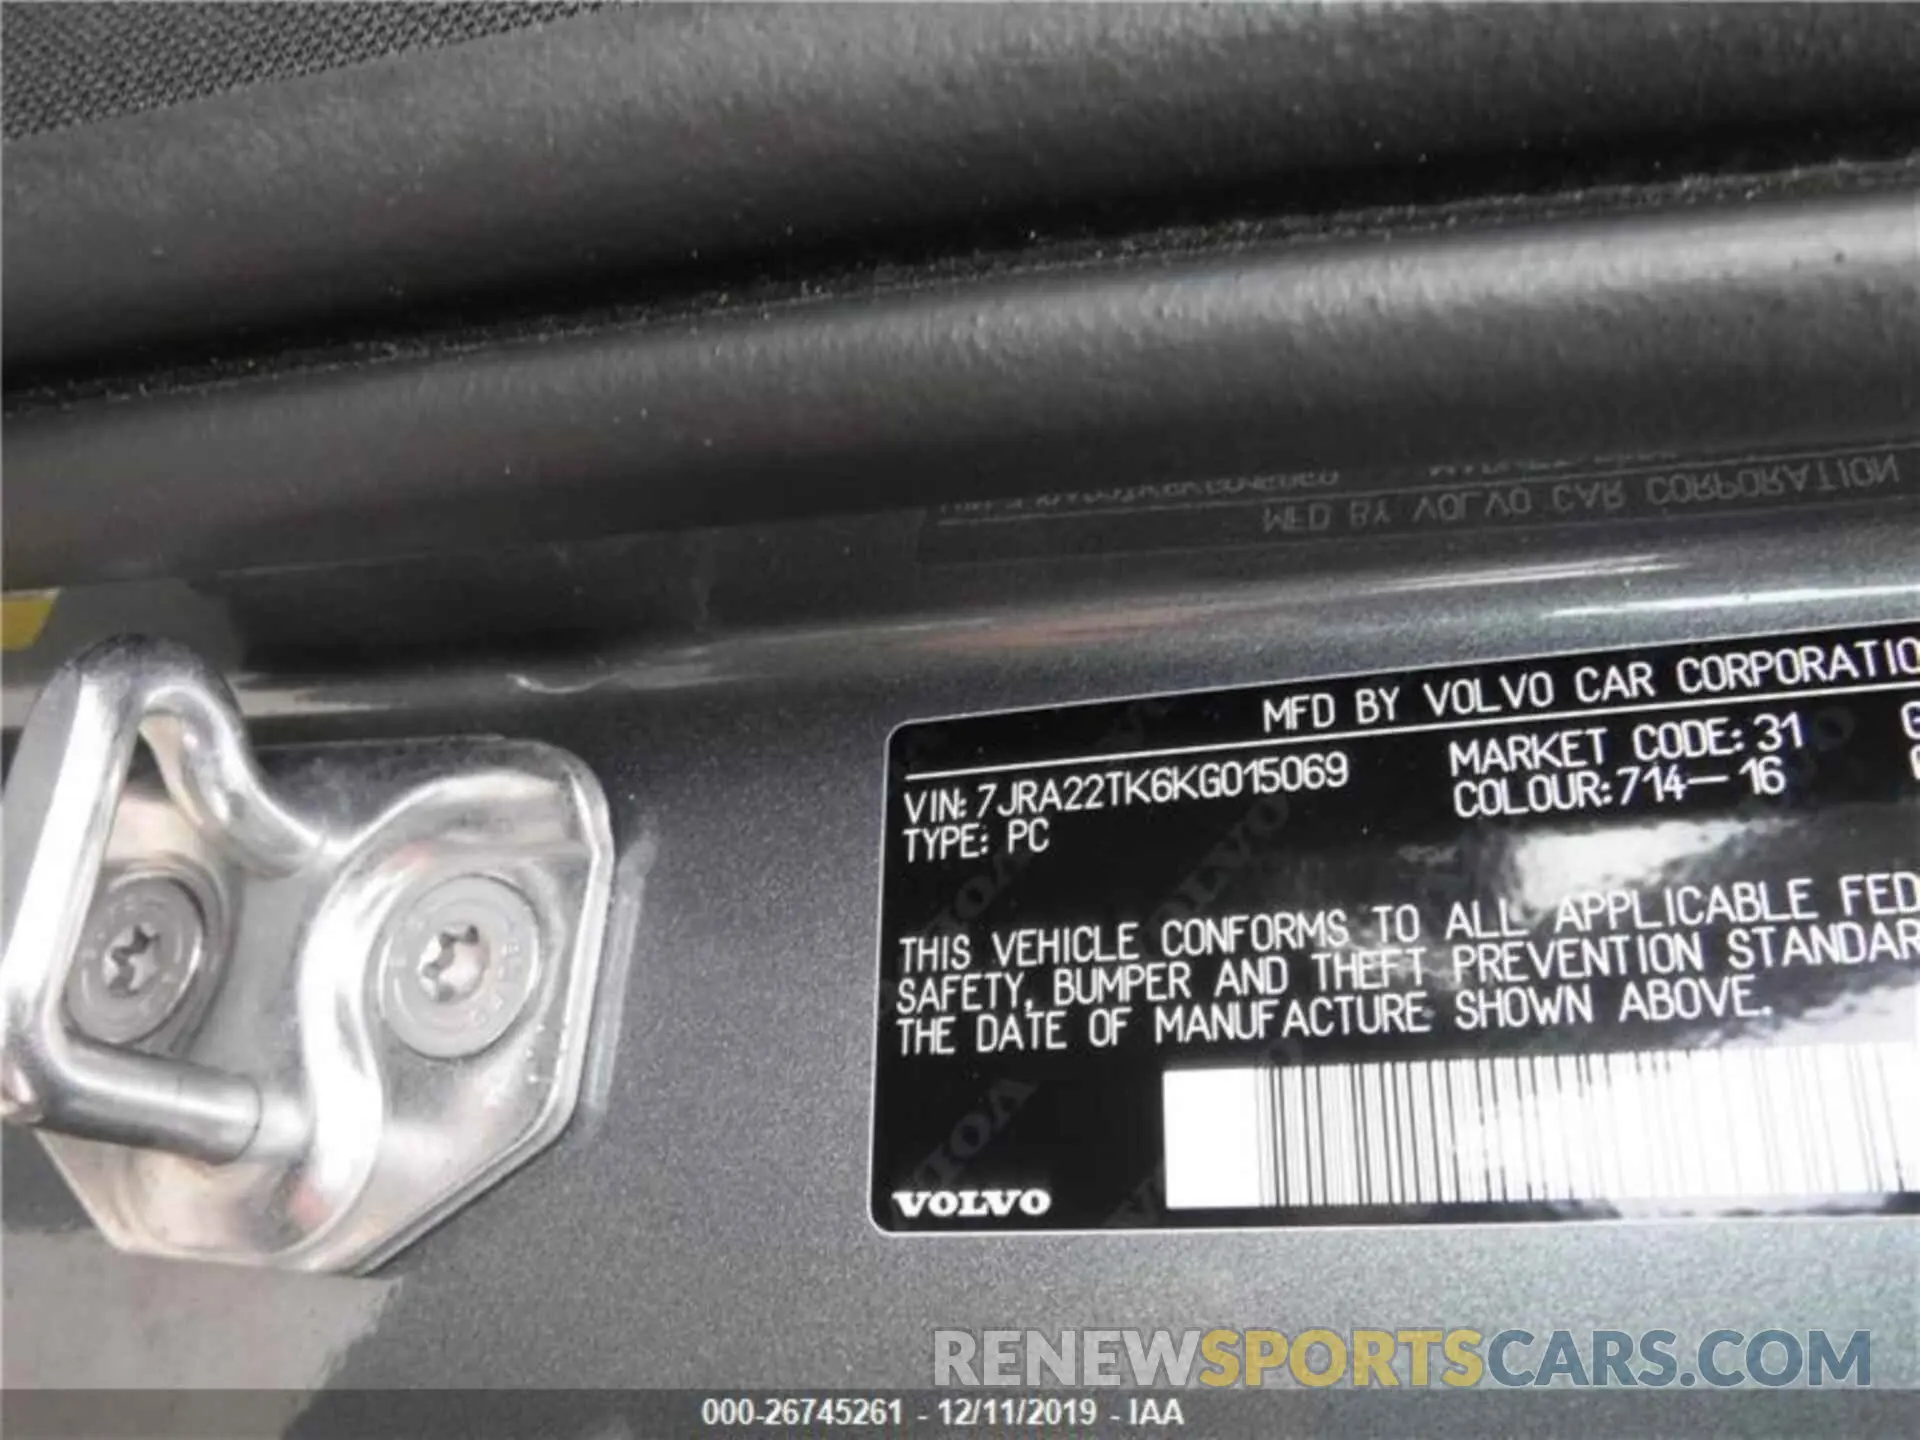 MFD BY VOLVO CAR CORPORATION
MFD BY VOLVO CAR CORPORATIO
VIN: 7JRA22TK6KG015069 MARKET CODE: 31 G
TYPE: PC COLOUR: 714-16
THIS VEHICLE CONFORMS TO ALL APPLICABLE FED
SAFETY, BUMPER AND THEFT PREVENTION STANDAR
THE DATE OF MANUFACTURE SHOWN ABOVE.
VOLVO
RENEWSPORTSCARS.COM
000-26745261 - 12/11/2019 - IAA